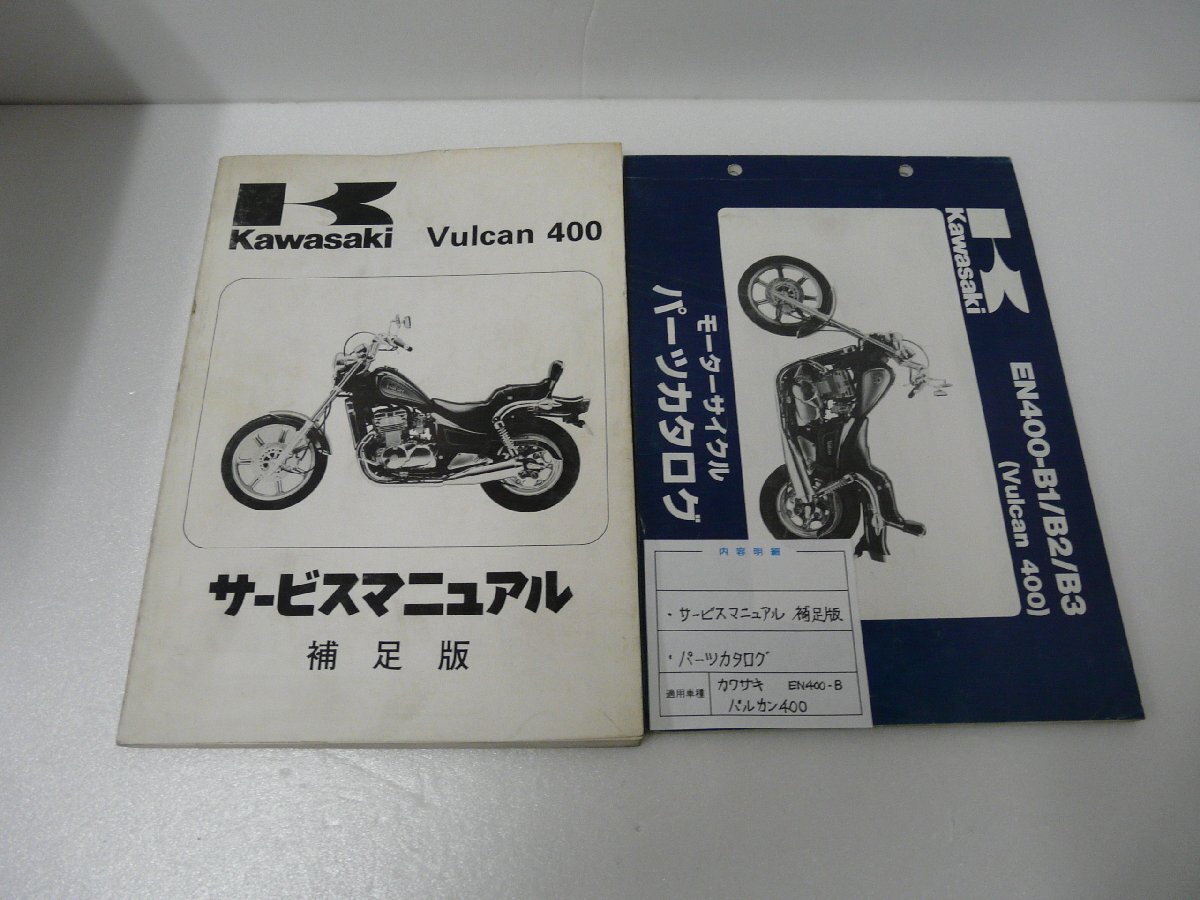 Kawasaki
Vulcan 400
サービスマニュアル
補足版
Kawasaki
EN400-B1/B2/B3
(Vulcan 400)
モーターサイクル
パーツカタログ
内容明細
・サービスマニュアル 補足版
・パーツカタログ
適用車種
カワサキ EN400-B
バルカン400